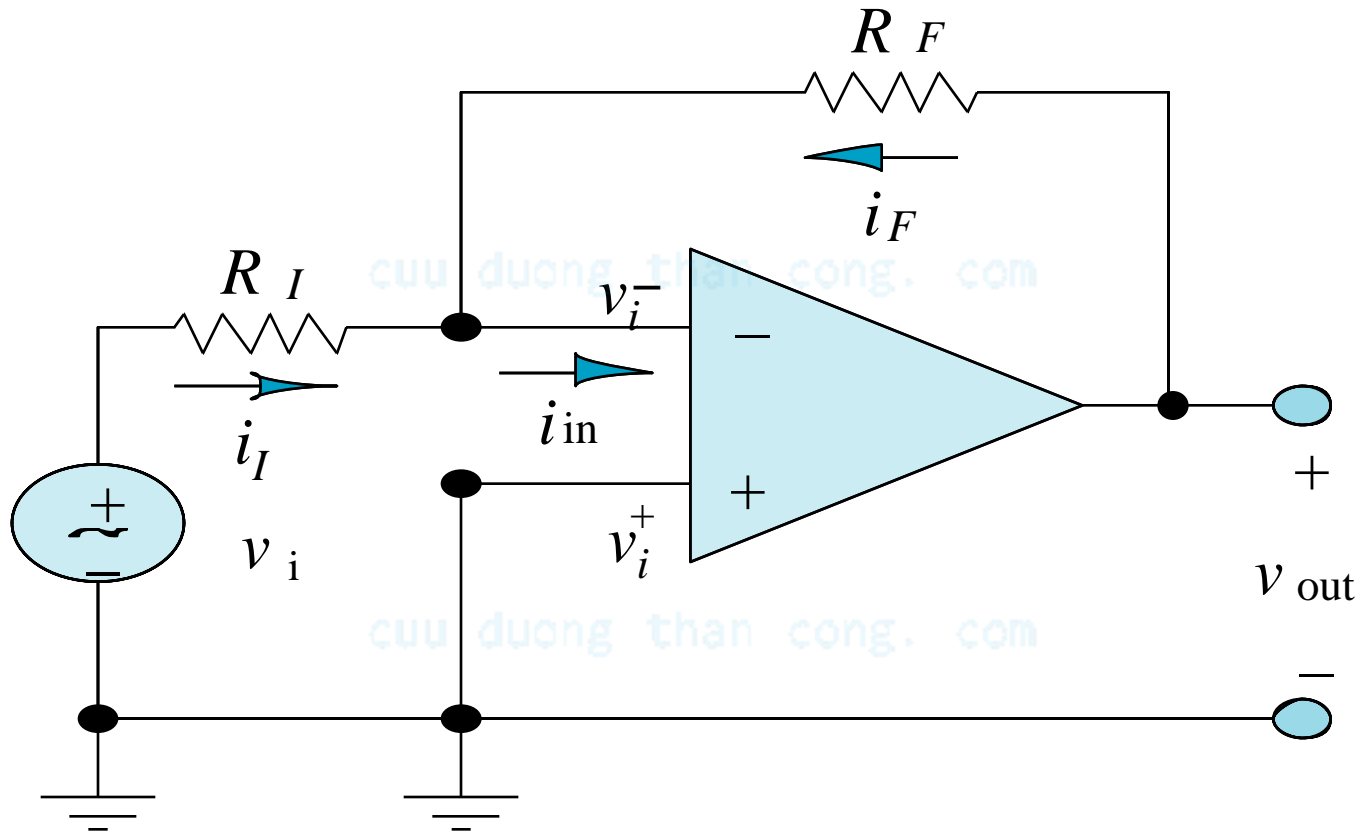 R F
i F
cuu duong than cong. com
R I
v i −
−
i I
i in
+
+
−
v i
+
v i +
v out
cuu duong than cong. com
−